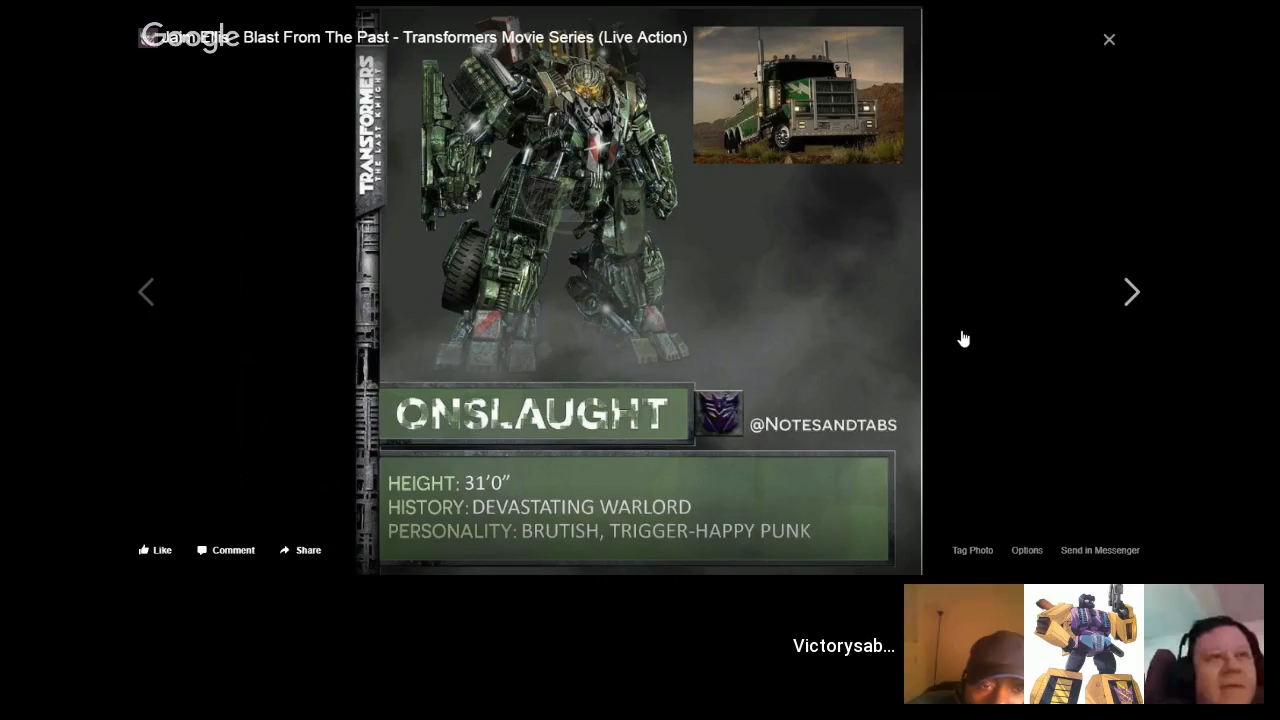 Google
Blast From The Past - Transformers Movie Series (Live Action)
TRANSFORMERS
THE LAST KNIGHT
ONSLAUGHT
@NOTESANDTABS
HEIGHT: 31'0"
HISTORY: DEVASTATING WARLORD
PERSONALITY: BRUTISH, TRIGGER-HAPPY PUNK
Like Comment Share
Tag Photo Options Send in Messenger
Victorysab...